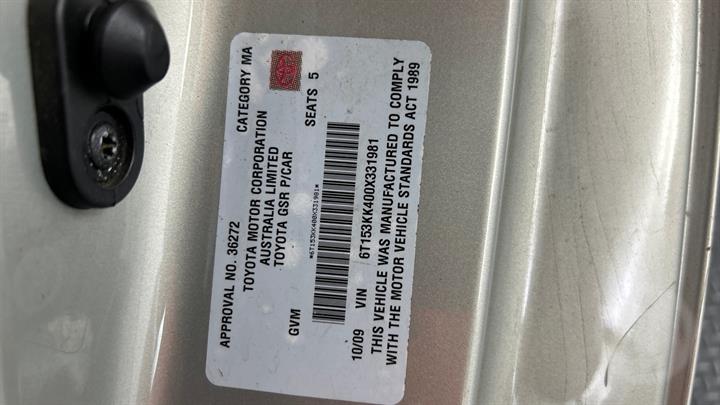 APPROVAL NO. 36272 CATEGORY MA
TOYOTA MOTOR CORPORATION
AUSTRALIA LIMITED
TOYOTA GSR P/CAR
GVM SEATS 5
*6T153KK400X331981*
10/09 VIN 6T153KK400X331981
THIS VEHICLE WAS MANUFACTURED TO COMPLY
WITH THE MOTOR VEHICLE STANDARDS ACT 1989